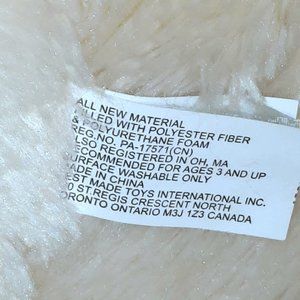 ALL NEW MATERIAL
FILLED WITH POLYESTER FIBER
& POLYURETHANE FOAM
REG.NO. PA-17571(CN)
ALSO REGISTERED IN OH, MA
RECOMMENDED FOR AGES 3 AND UP
SURFACE WASHABLE ONLY
MADE IN CHINA
EST MADE TOYS INTERNATIONAL INC.
0 ST.REGIS CRESCENT NORTH
TORONTO ONTARIO M3J 1Z3 CANADA